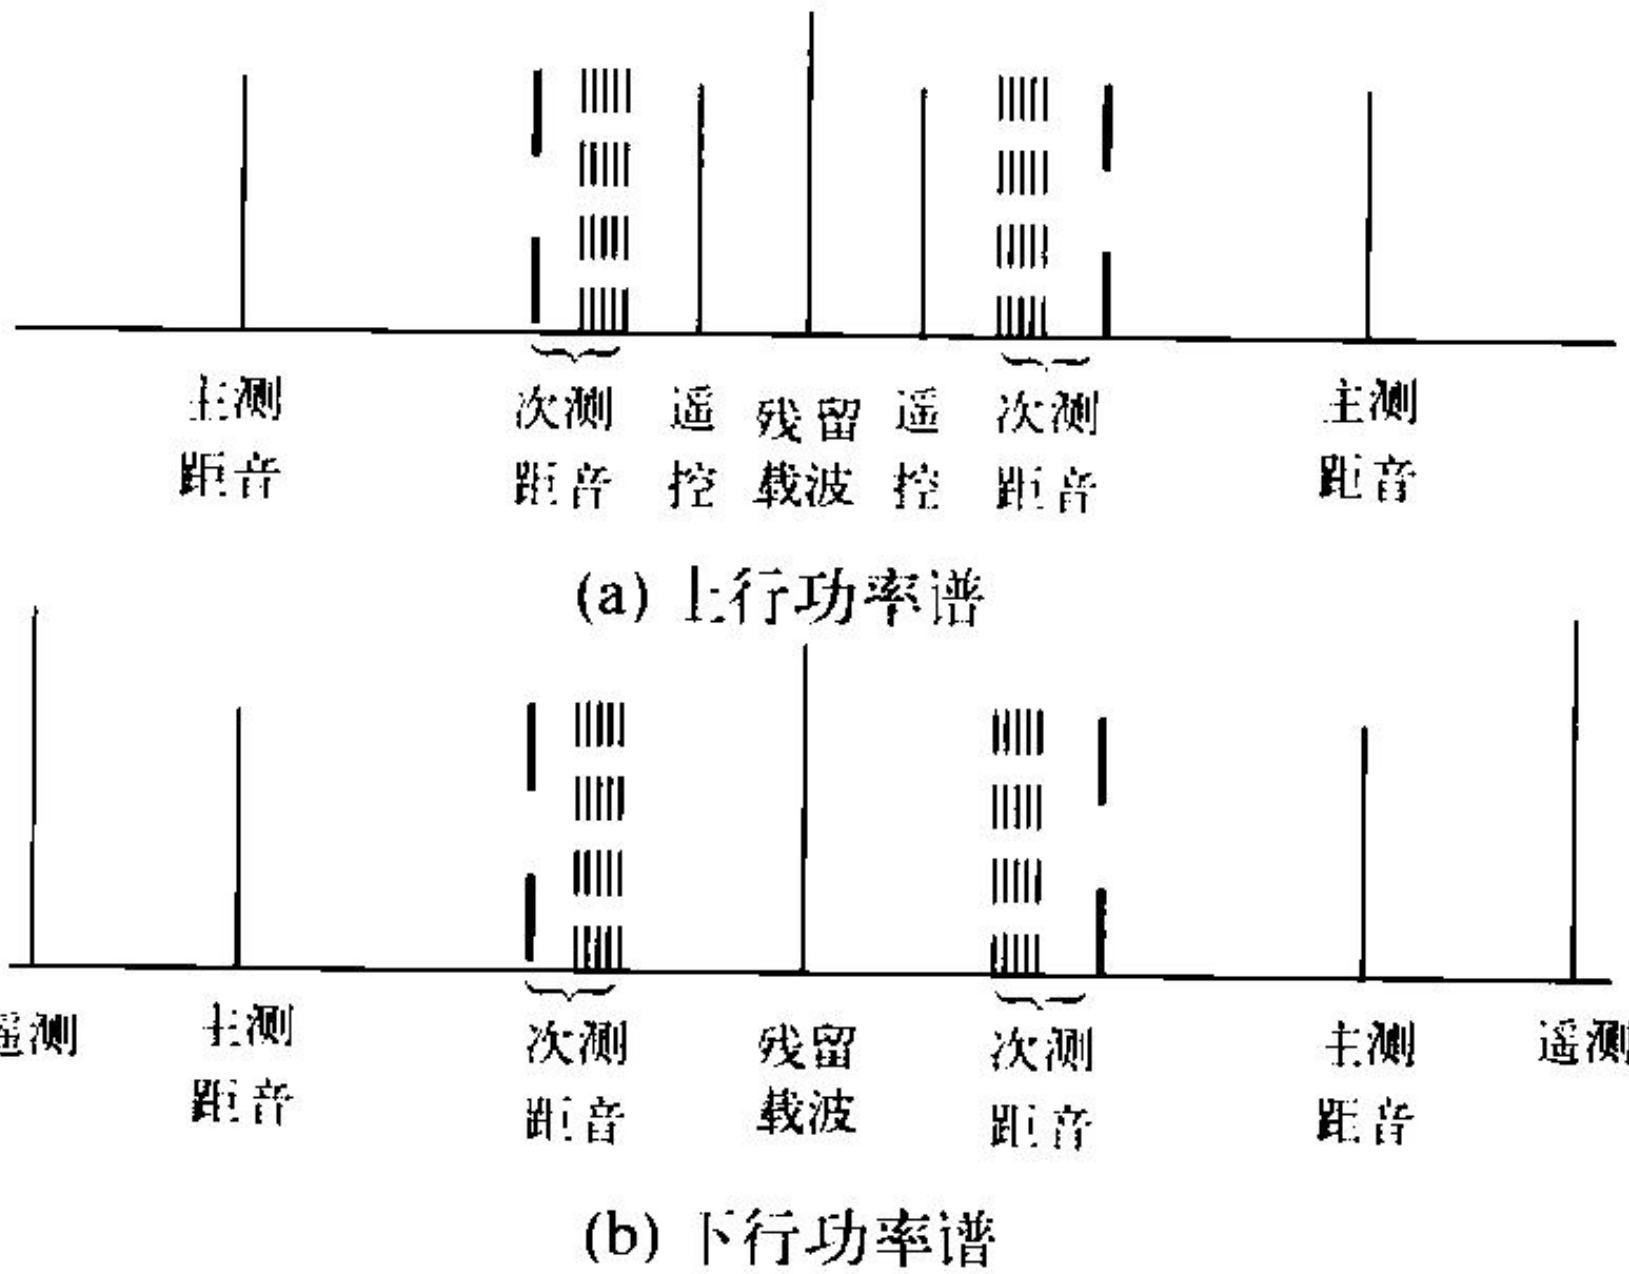 主测 次测 遥 残留 遥 次测 主测
距音 距音 控 载波 控 距音 距音
(a) 上行功率谱
遥测 主测 次测 残留 次测 主测 遥测
距音 距音 载波 距音 距音
(b) 下行功率谱